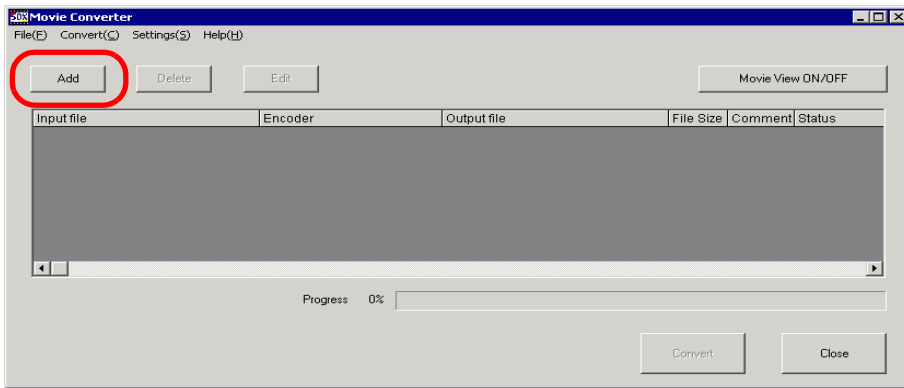 SDX Movie Converter
File(F) Convert(C) Settings(S) Help(H)
Add Delete Edit Movie View ON/OFF
Input file Encoder Output file File Size Comment Status
Progress 0%
Convert Close